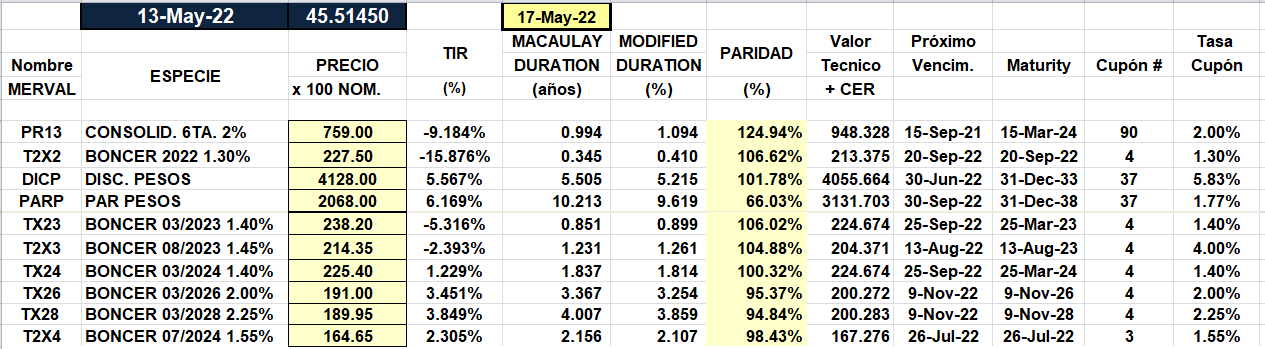 13-May-22 45.51450 17-May-22
Nombre MERVAL ESPECIE PRECIO x 100 NOM. TIR (%) MACAULAY DURATION (años) MODIFIED DURATION (%) PARIDAD (%) Valor Tecnico + CER Próximo Vencim. Maturity Cupón # Tasa Cupón
PR13 CONSOLID. 6TA. 2% 759.00 -9.184% 0.994 1.094 124.94% 948.328 15-Sep-21 15-Mar-24 90 2.00%
T2X2 BONCER 2022 1.30% 227.50 -15.876% 0.345 0.410 106.62% 213.375 20-Sep-22 20-Sep-22 4 1.30%
DICP DISC. PESOS 4128.00 5.567% 5.505 5.215 101.78% 4055.664 30-Jun-22 31-Dec-33 37 5.83%
PARP PAR PESOS 2068.00 6.169% 10.213 9.619 66.03% 3131.703 30-Sep-22 31-Dec-38 37 1.77%
TX23 BONCER 03/2023 1.40% 238.20 -5.316% 0.851 0.899 106.02% 224.674 25-Sep-22 25-Mar-23 4 1.40%
T2X3 BONCER 08/2023 1.45% 214.35 -2.393% 1.231 1.261 104.88% 204.371 13-Aug-22 13-Aug-23 4 4.00%
TX24 BONCER 03/2024 1.40% 225.40 1.229% 1.837 1.814 100.32% 224.674 25-Sep-22 25-Mar-24 4 1.40%
TX26 BONCER 03/2026 2.00% 191.00 3.451% 3.367 3.254 95.37% 200.272 9-Nov-22 9-Nov-26 4 2.00%
TX28 BONCER 03/2028 2.25% 189.95 3.849% 4.007 3.859 94.84% 200.283 9-Nov-22 9-Nov-28 4 2.25%
T2X4 BONCER 07/2024 1.55% 164.65 2.305% 2.156 2.107 98.43% 167.276 26-Jul-22 26-Jul-22 3 1.55%